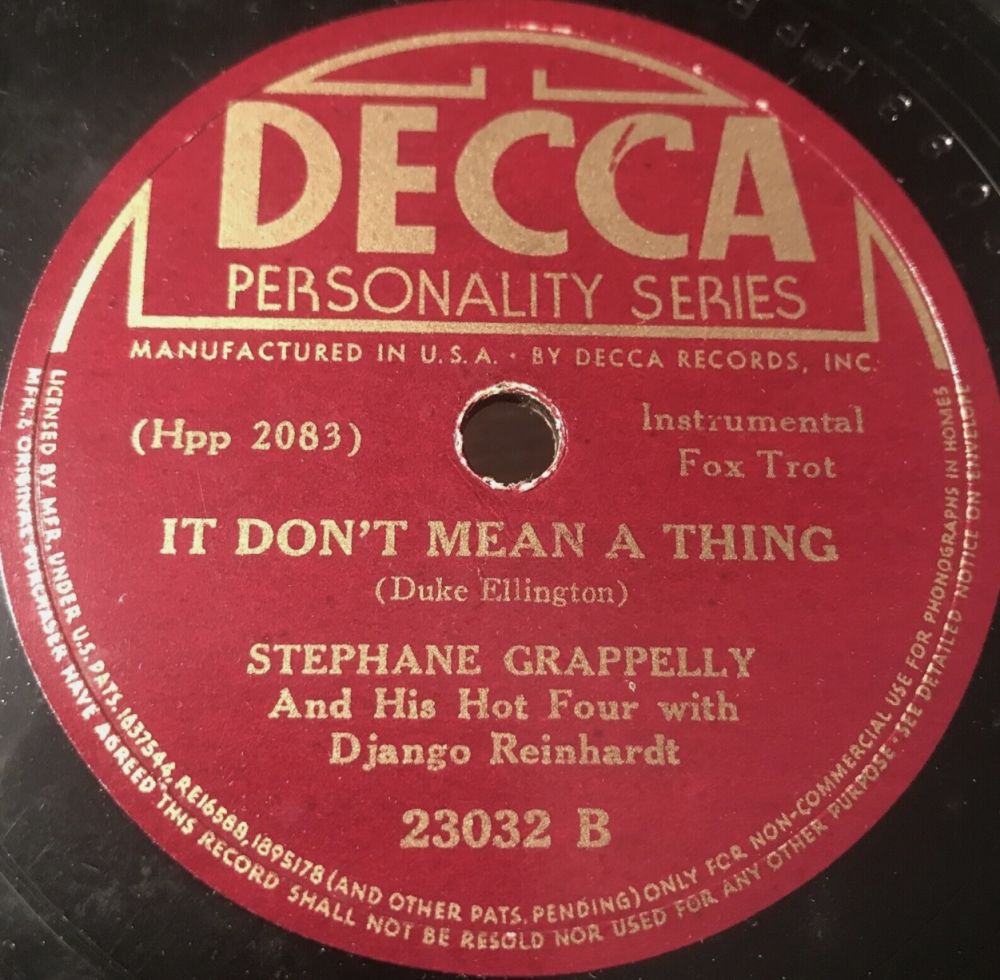 DECCA
PERSONALITY SERIES
MANUFACTURED IN U.S.A. · BY DECCA RECORDS, INC.
(Hpp 2083)
Instrumental
Fox Trot
IT DON'T MEAN A THING
(Duke Ellington)
STEPHANE GRAPPELLY
And His Hot Four with
Django Reinhardt
23032 B
LICENSED BY MFR. UNDER U.S. PATS. 1637544, RE16588, 1895178 (AND OTHER PATS. PENDING) ONLY FOR NON-COMMERCIAL USE FOR PHONOGRAPHS IN HOMES
MFR. & ORIGINAL PURCHASER HAVE AGREED THIS RECORD SHALL NOT BE RESOLD NOR USED FOR ANY OTHER PURPOSE · SEE DETAILED NOTICE ON ENVELOPE